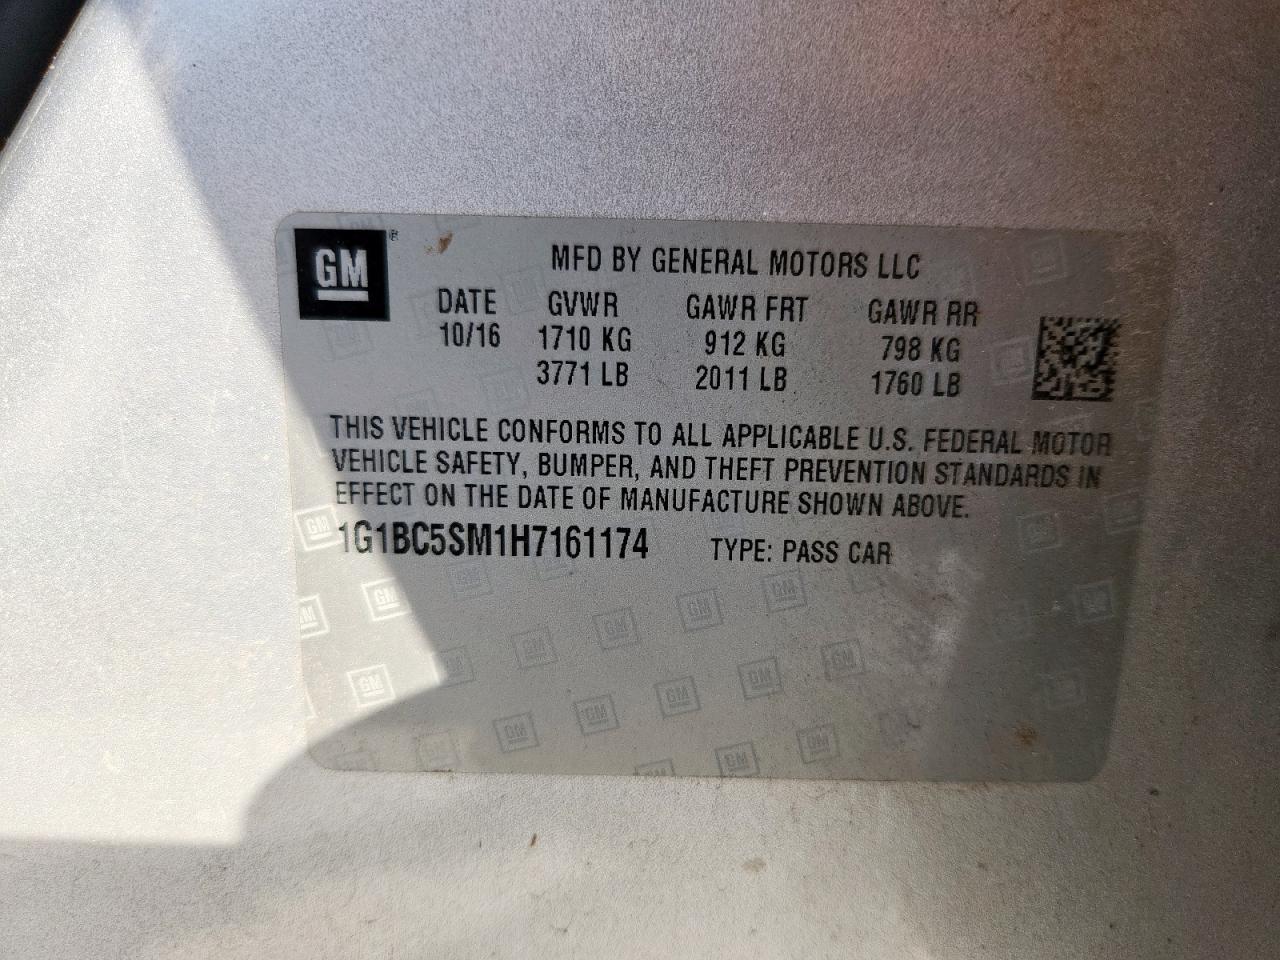 GM ®
MFD BY GENERAL MOTORS LLC
DATE GVWR GAWR FRT GAWR RR
10/16 1710 KG 912 KG 798 KG
3771 LB 2011 LB 1760 LB
THIS VEHICLE CONFORMS TO ALL APPLICABLE U.S. FEDERAL MOTOR
VEHICLE SAFETY, BUMPER, AND THEFT PREVENTION STANDARDS IN
EFFECT ON THE DATE OF MANUFACTURE SHOWN ABOVE.
1G1BC5SM1H7161174 TYPE: PASS CAR